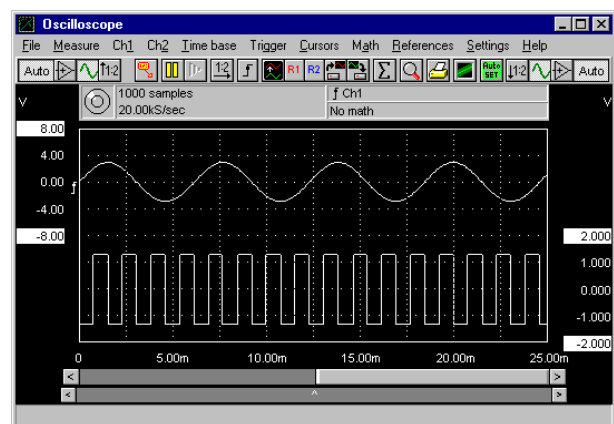 Oscilloscope
File Measure Ch1 Ch2 Time base Trigger Cursors Math References Settings Help
Auto 1:2 1:2 R1 R2 Auto SET 1:2 Auto
V 1000 samples ƒ Ch1 V
20.00kS/sec No math
8.00
4.00
0.00 ƒ
-4.00
-8.00 2.000
1.000
0.000
-1.000
-2.000
0 5.00m 10.00m 15.00m 20.00m 25.00m